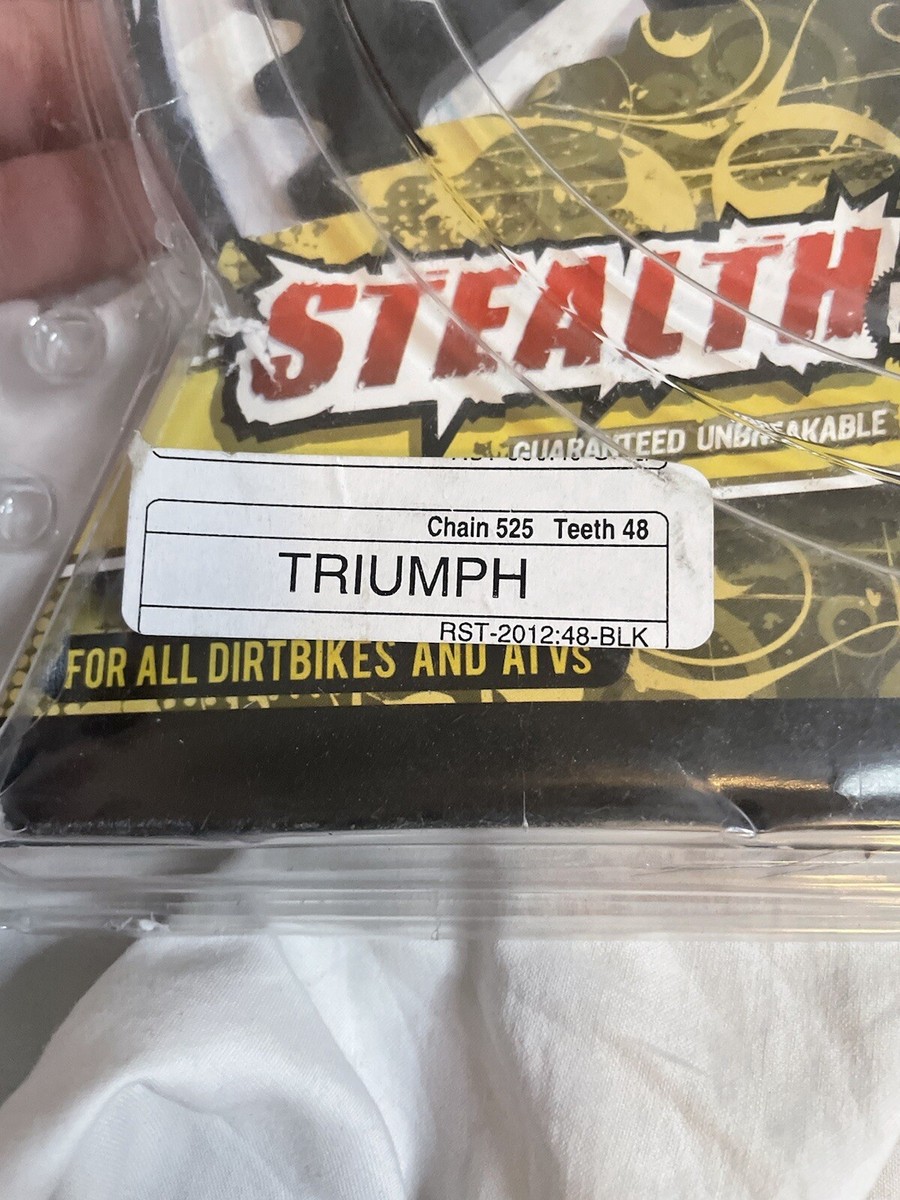 STEALTH
GUARANTEED UNBREAKABLE
Chain 525 Teeth 48
TRIUMPH
RST-2012:48-BLK
FOR ALL DIRTBIKES AND ATVS